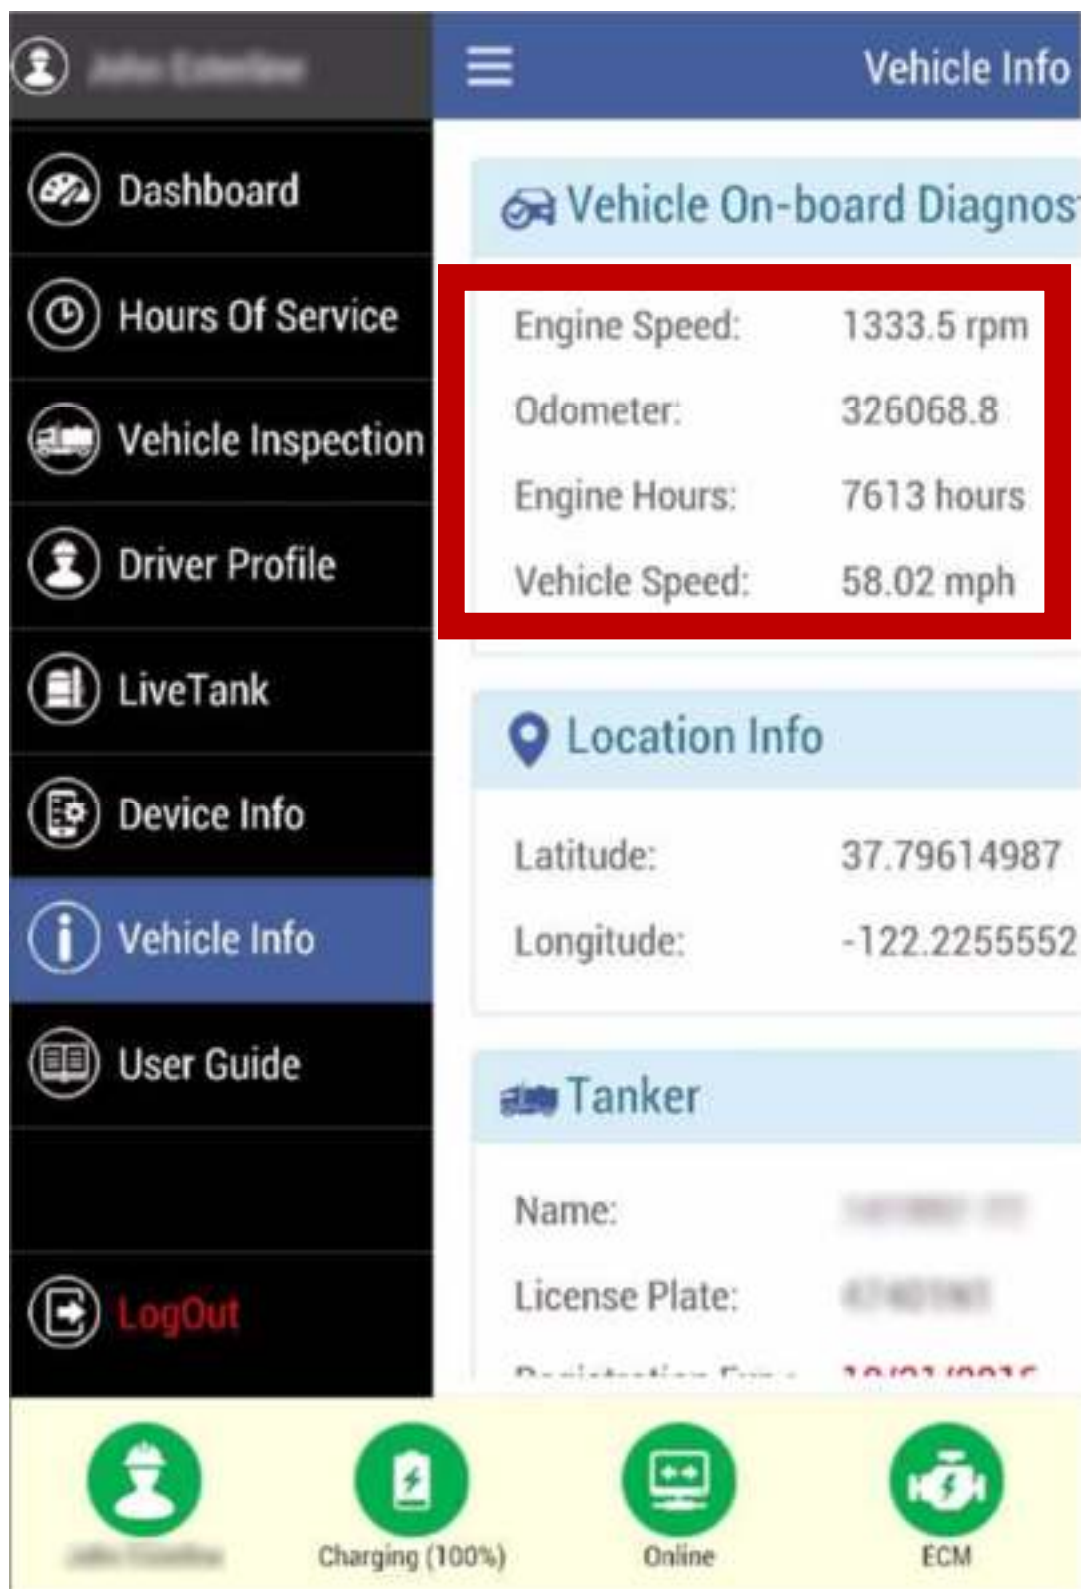 Vehicle Info
Dashboard
Hours Of Service
Vehicle Inspection
Driver Profile
LiveTank
Device Info
Vehicle Info
User Guide
LogOut
Vehicle On-board Diagnos
Engine Speed: 1333.5 rpm
Odometer: 326068.8
Engine Hours: 7613 hours
Vehicle Speed: 58.02 mph
Location Info
Latitude: 37.79614987
Longitude: -122.2255552
Tanker
Name:
License Plate:
Charging (100%)
Online
ECM